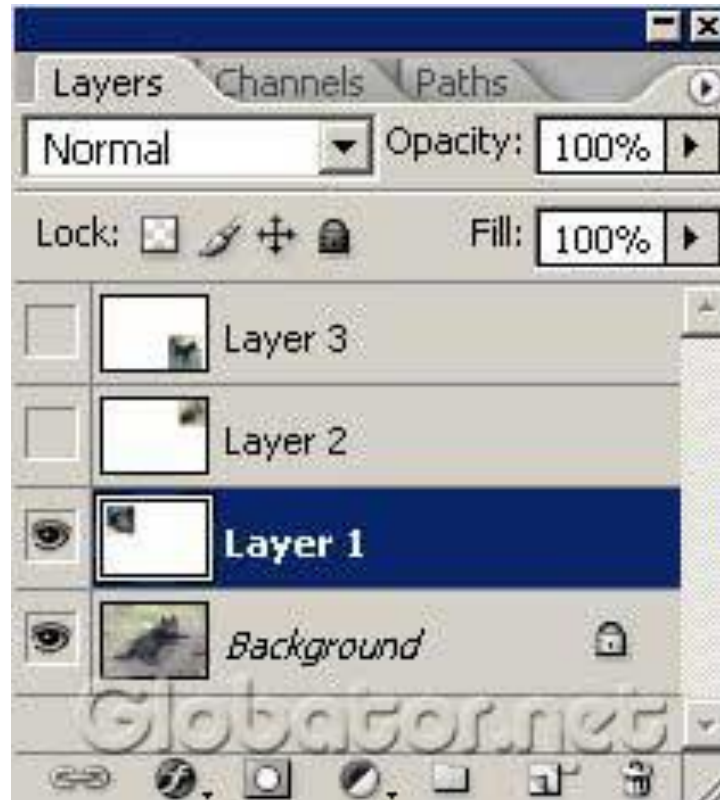 Layers Channels Paths
Normal Opacity: 100%
Lock: Fill: 100%
Layer 3
Layer 2
Layer 1
Background
Globator.net